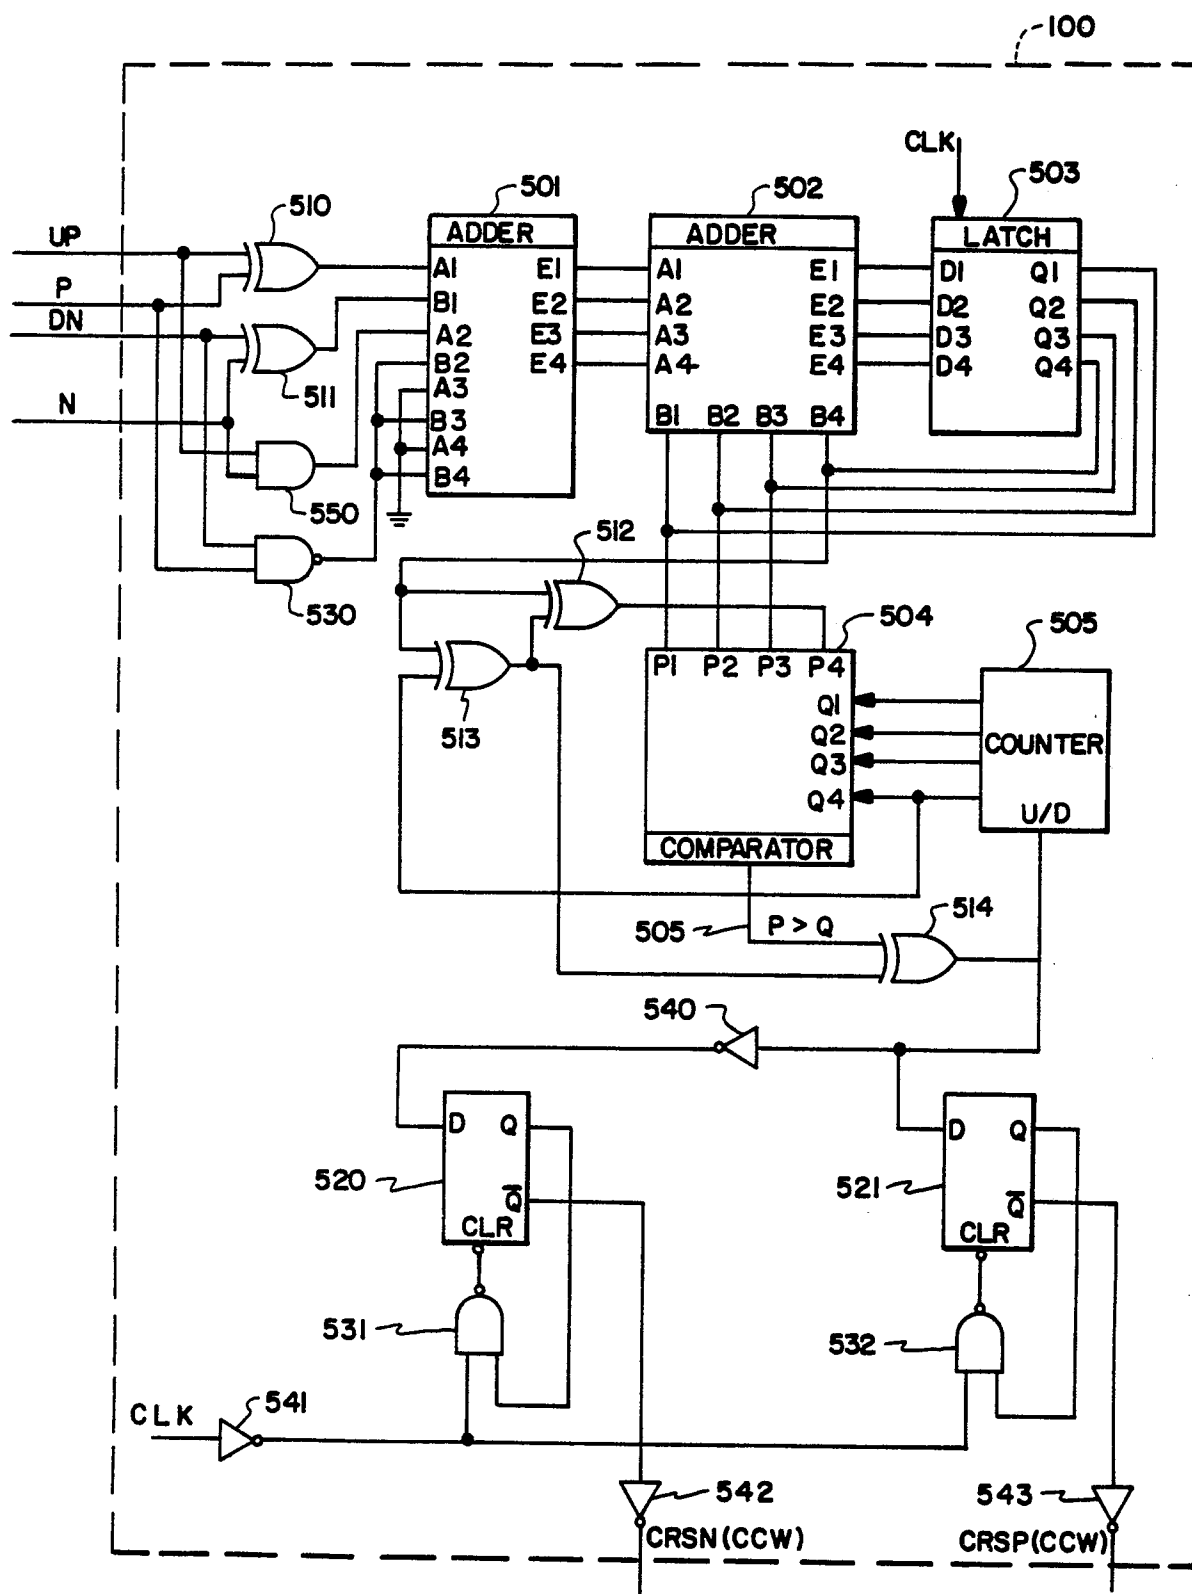 100
CLK
510
501
502
503
UP
ADDER
ADDER
LATCH
A1 E1
A1 E1
D1 Q1
P
B1 E2
A2 E2
D2 Q2
DN
A2 E3
A3 E3
D3 Q3
B2 E4
A4 E4
D4 Q4
511
A3
N
B3
B1 B2 B3 B4
A4
B4
550
512
530
504
505
P1 P2 P3 P4
513
Q1
Q2
COUNTER
Q3
Q4
U/D
COMPARATOR
514
505
P > Q
540
D Q
D Q
520
Q̅
521
Q̅
CLR
CLR
531
532
CLK
541
542
543
CRSN (CCW)
CRSP (CCW)